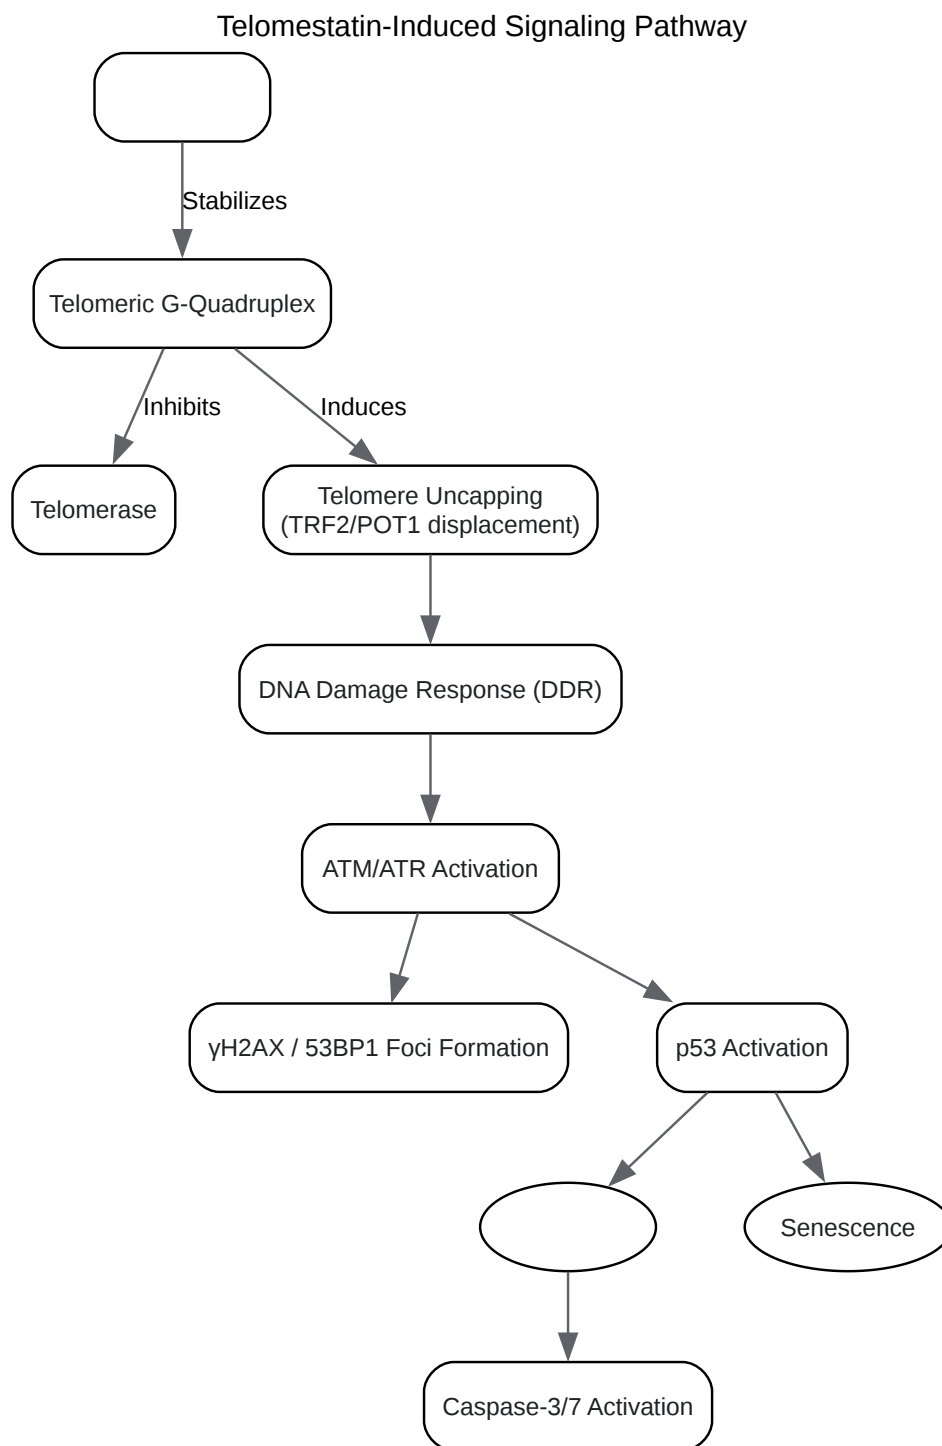 Telomestatin-Induced Signaling Pathway
Stabilizes
Telomeric G-Quadruplex
Inhibits
Induces
Telomerase
Telomere Uncapping
(TRF2/POT1 displacement)
DNA Damage Response (DDR)
ATM/ATR Activation
γH2AX / 53BP1 Foci Formation
p53 Activation
Senescence
Caspase-3/7 Activation